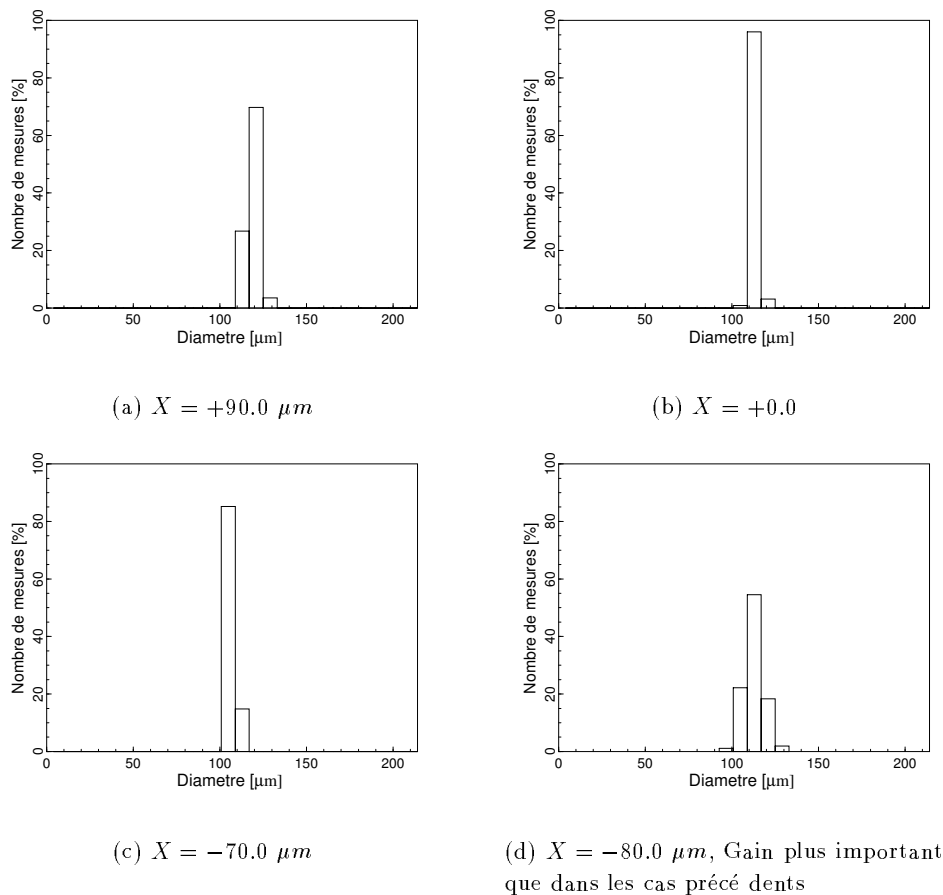 100
80
60
40
20
0
Nombre de mesures [%]
0 50 100 150 200
Diametre [μm]
(a) X = +90.0 μm
100
80
60
40
20
0
Nombre de mesures [%]
0 50 100 150 200
Diametre [μm]
(b) X = +0.0
100
80
60
40
20
0
Nombre de mesures [%]
0 50 100 150 200
Diametre [μm]
(c) X = −70.0 μm
100
80
60
40
20
0
Nombre de mesures [%]
0 50 100 150 200
Diametre [μm]
(d) X = −80.0 μm, Gain plus important
que dans les cas précé dents